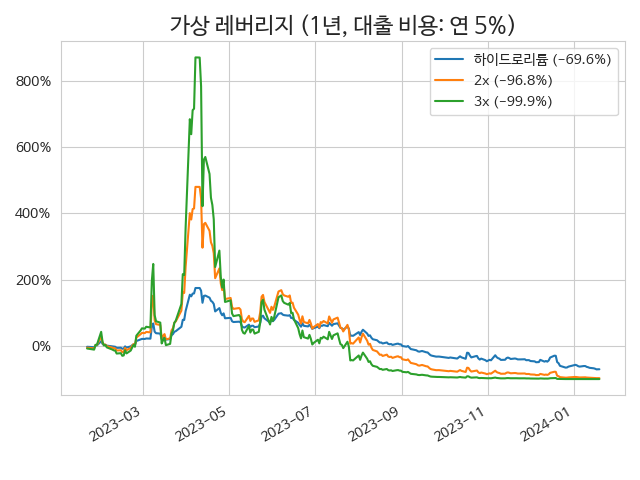 가상 레버리지 (1년, 대출 비용: 연 5%)
하이드로리튬 (-69.6%)
2x (-96.8%)
3x (-99.9%)
800%
600%
400%
200%
0%
2023-03
2023-05
2023-07
2023-09
2023-11
2024-01